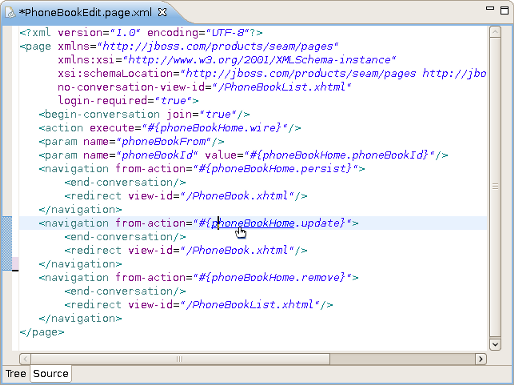 *PhoneBookEdit.page.xml
<?xml version="1.0" encoding="UTF-8"?>
<page xmlns="http://jboss.com/products/seam/pages"
xmlns:xsi="http://www.w3.org/2001/XMLSchema-instance"
xsi:schemaLocation="http://jboss.com/products/seam/pages http://jbo
no-conversation-view-id="/PhoneBookList.xhtml"
login-required="true">
<begin-conversation join="true"/>
<action execute="#{phoneBookHome.wire}"/>
<param name="phoneBookFrom"/>
<param name="phoneBookId" value="#{phoneBookHome.phoneBookId}"/>
<navigation from-action="#{phoneBookHome.persist}">
<end-conversation/>
<redirect view-id="/PhoneBook.xhtml"/>
</navigation>
<navigation from-action="#{phoneBookHome.update}">
<end-conversation/>
<redirect view-id="/PhoneBook.xhtml"/>
</navigation>
<navigation from-action="#{phoneBookHome.remove}">
<end-conversation/>
<redirect view-id="/PhoneBookList.xhtml"/>
</navigation>
</page>
Tree Source